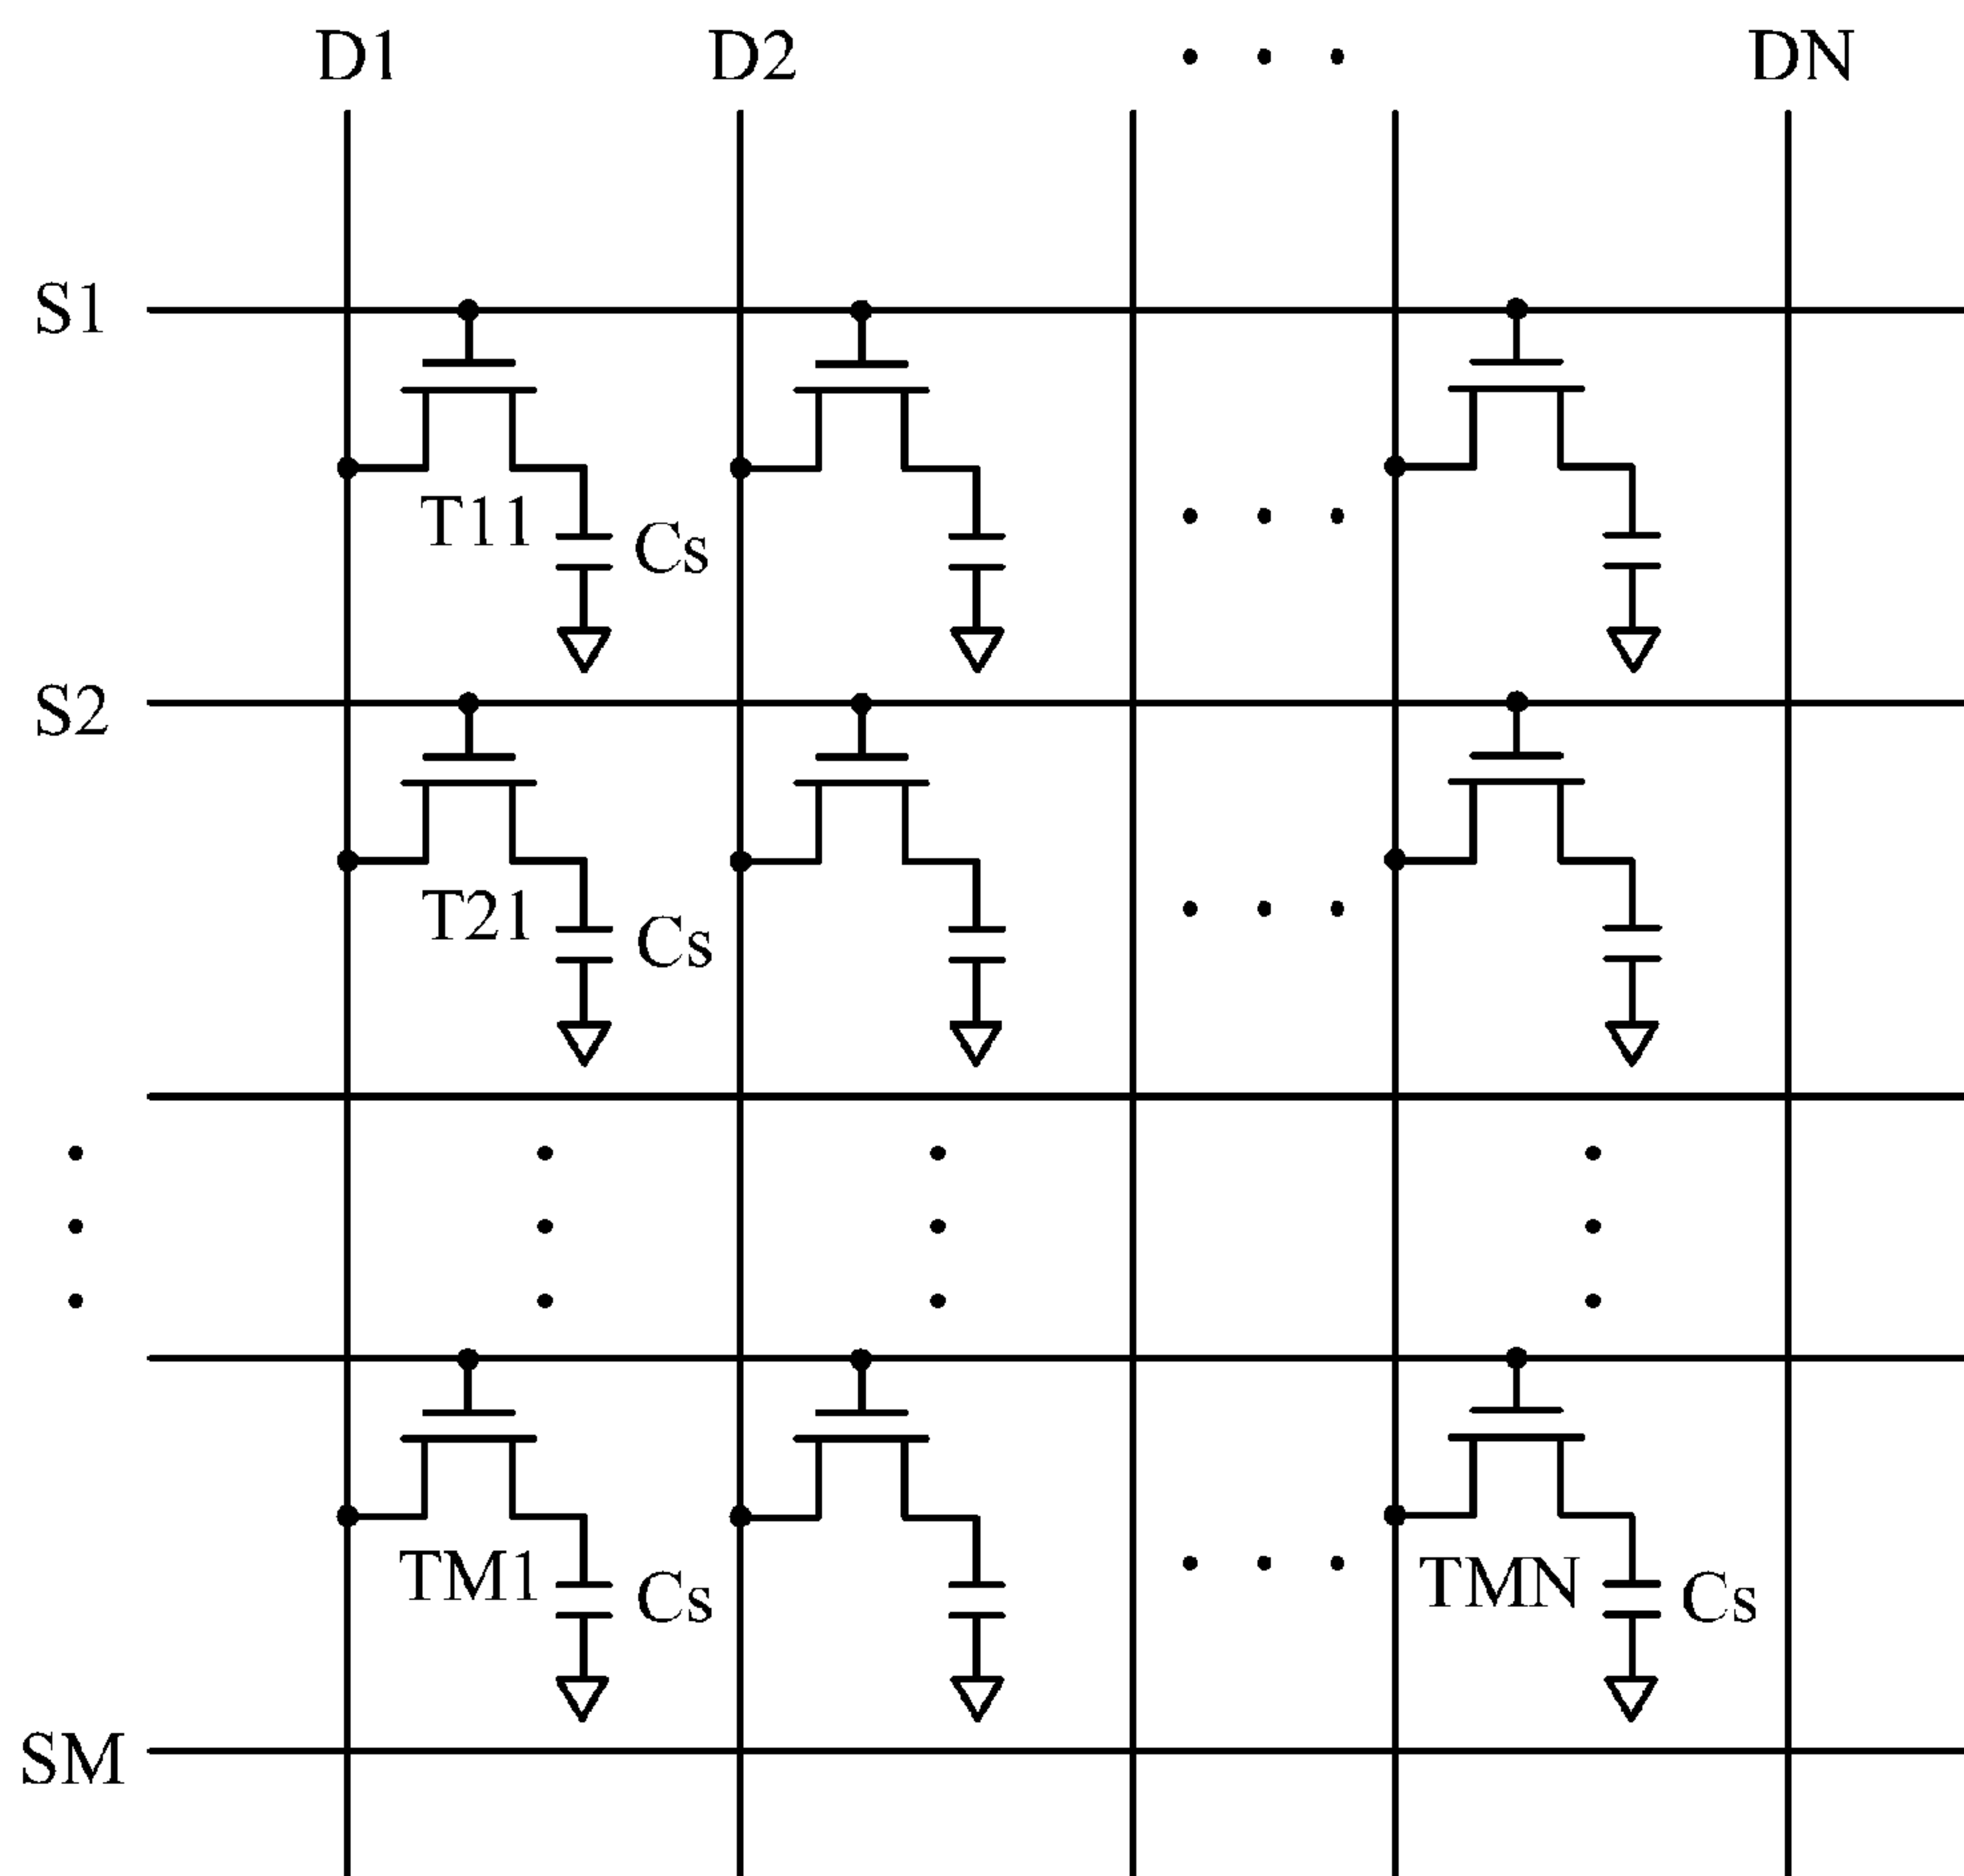 D1 D2 · · · DN
S1
T11 Cs · · ·
S2
T21 Cs · · ·
TM1 Cs · · · TMN Cs
SM